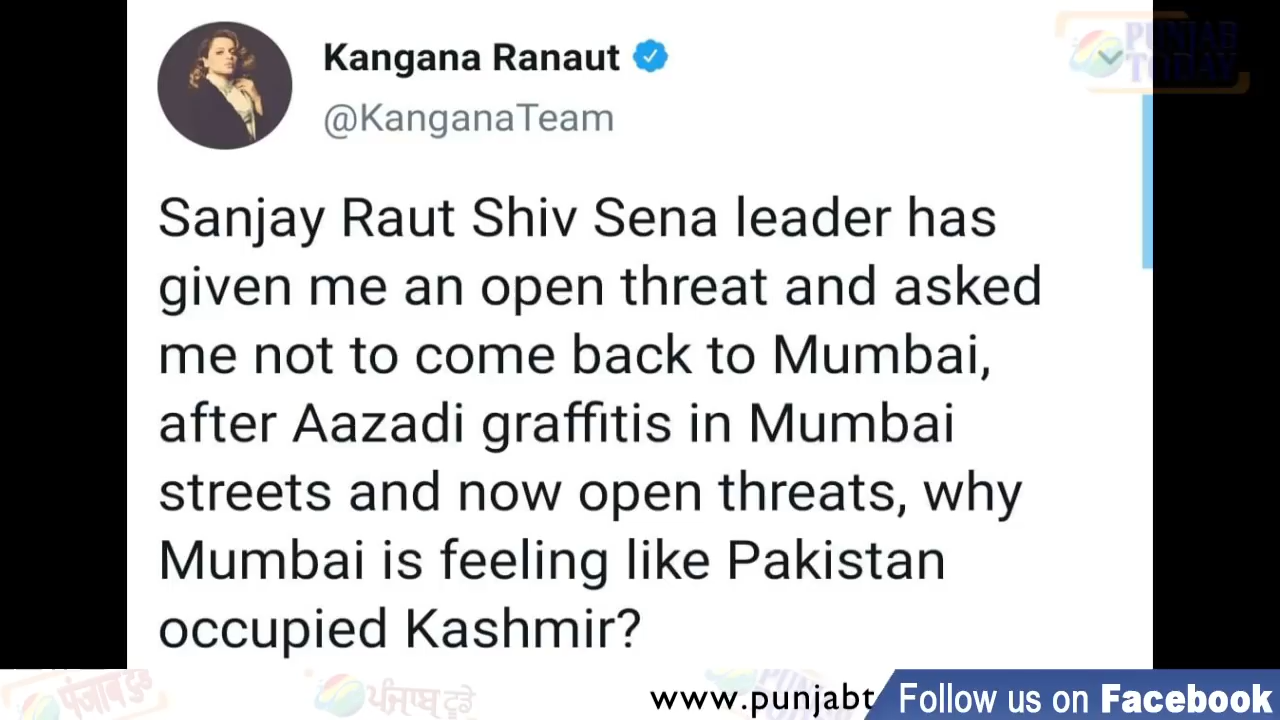 PUNJAB
TODAY
Kangana Ranaut
@KanganaTeam
Sanjay Raut Shiv Sena leader has
given me an open threat and asked
me not to come back to Mumbai,
after Aazadi graffitis in Mumbai
streets and now open threats, why
Mumbai is feeling like Pakistan
occupied Kashmir?
ਪੰਜਾਬ ਟੂਡੇ
www.punjabt
Follow us on Facebook